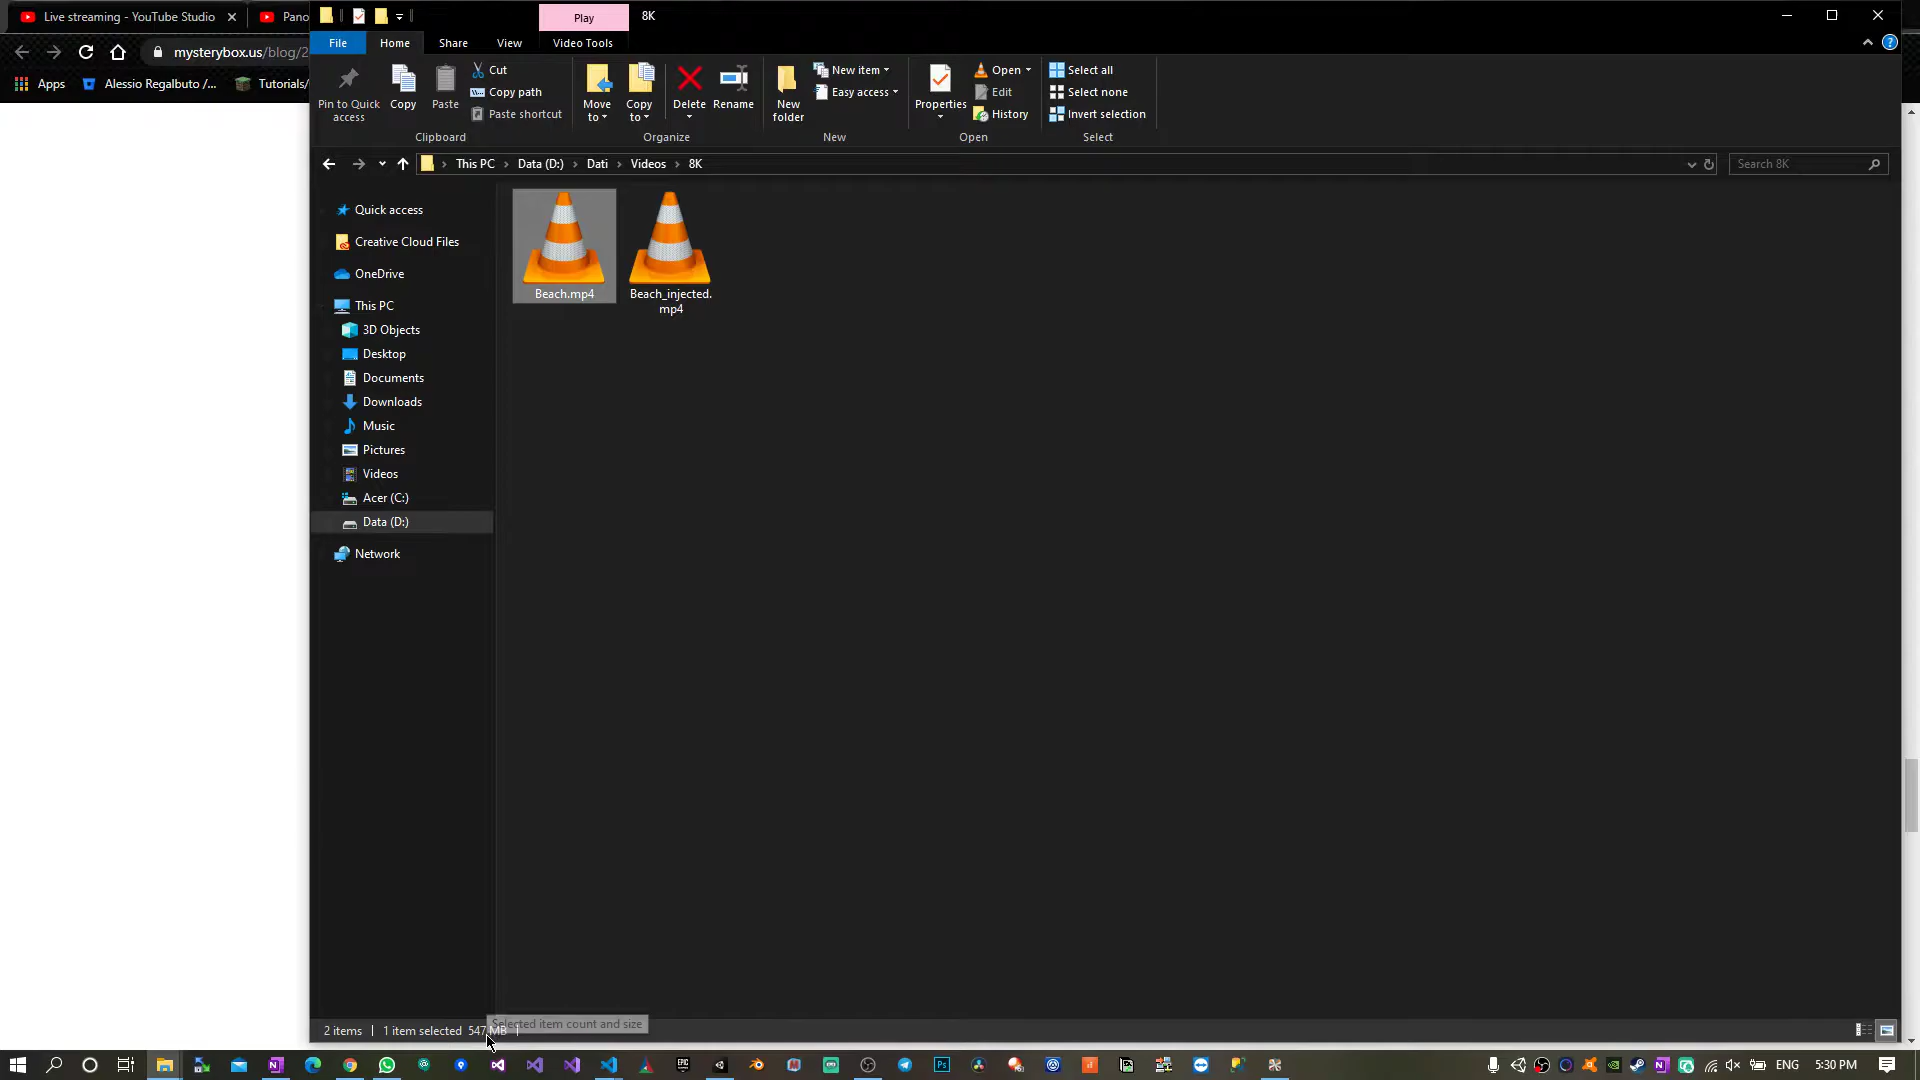 Live streaming - YouTube Studio
Pano
Play
8K
File
Home
Share
View
Video Tools
mysterybox.us/blog/2
Apps
Alessio Regalbuto /...
Tutorials/
Pin to Quick access
Copy
Paste
Cut
Copy path
Paste shortcut
Clipboard
Move to
Copy to
Delete
Rename
Organize
New folder
New item
Easy access
New
Properties
Open
Edit
History
Open
Select all
Select none
Invert selection
Select
This PC
Data (D:)
Dati
Videos
8K
Search 8K
Quick access
Creative Cloud Files
OneDrive
This PC
3D Objects
Desktop
Documents
Downloads
Music
Pictures
Videos
Acer (C:)
Data (D:)
Network
Beach.mp4
Beach_injected.
mp4
Selected item count and size
2 items
1 item selected 547 MB
EPIC
Ps
ENG
5:30 PM